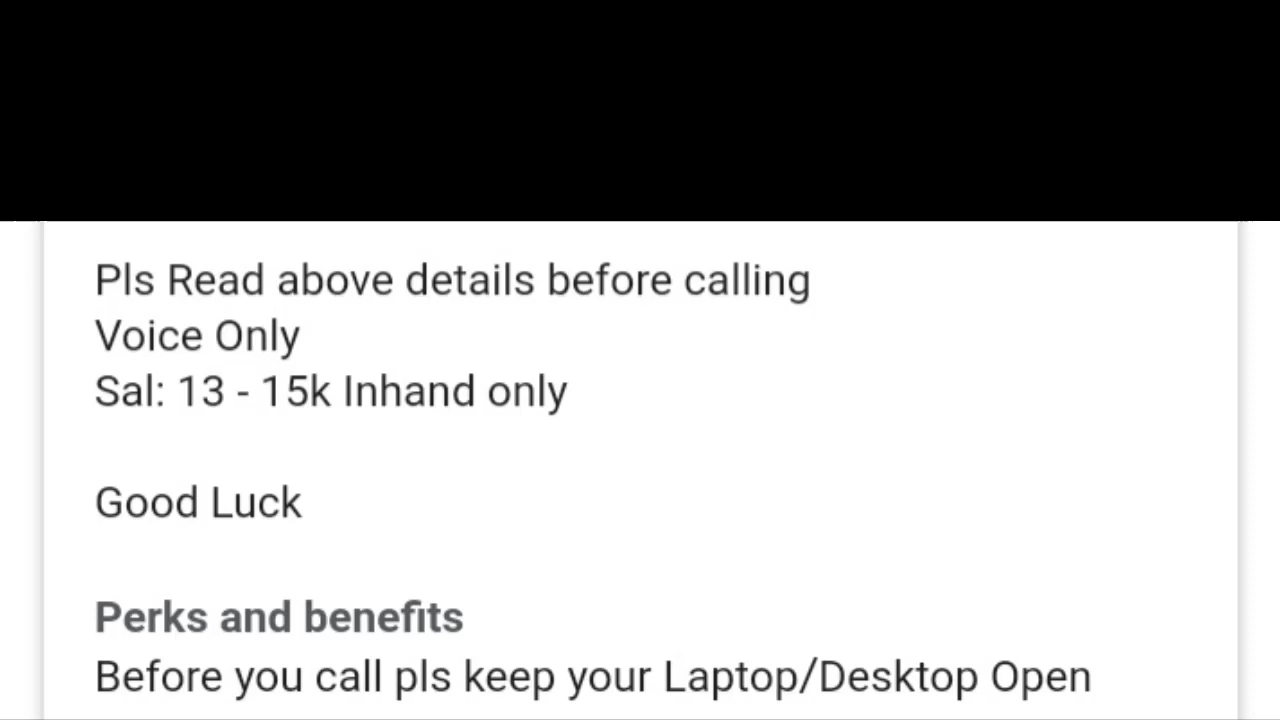 Pls Read above details before calling
Voice Only
Sal: 13 - 15k Inhand only
Good Luck
Perks and benefits
Before you call pls keep your Laptop/Desktop Open